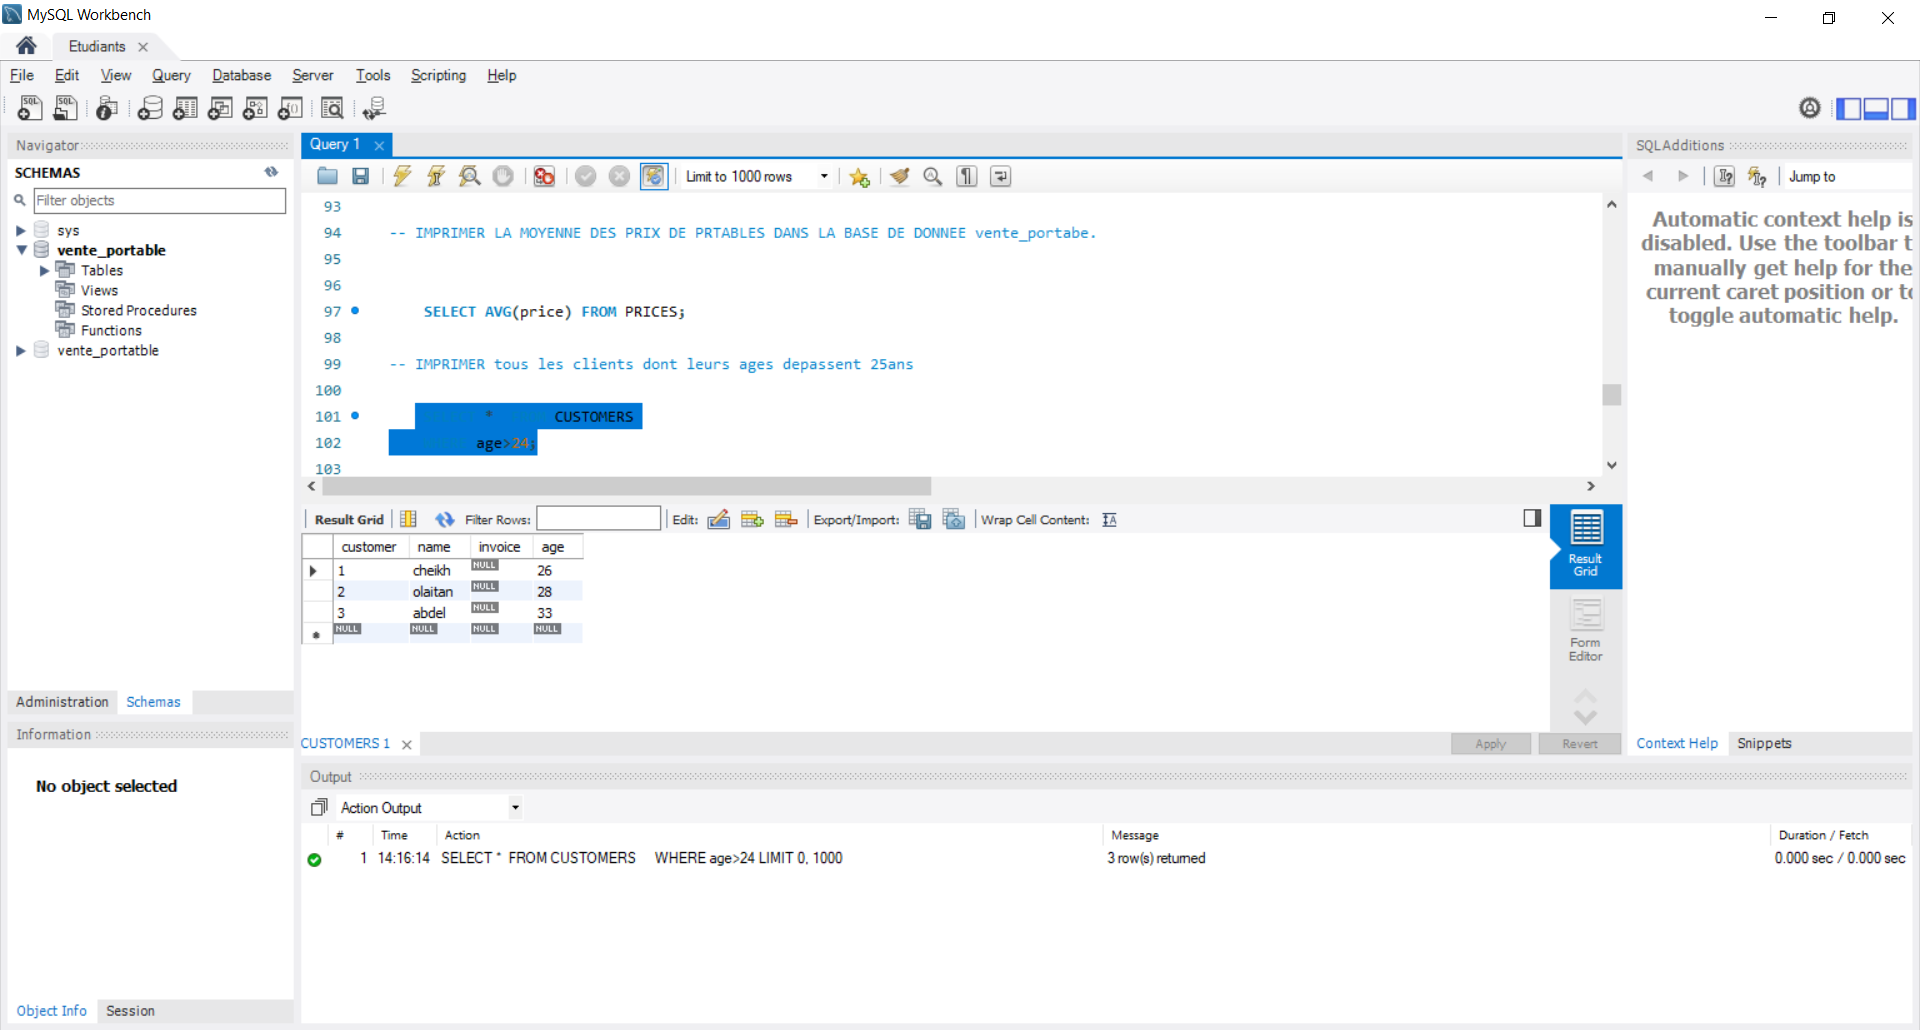 MySQL Workbench
Etudiants
File Edit View Query Database Server Tools Scripting Help
Navigator
SCHEMAS
Filter objects
sys
vente_portable
Tables
Views
Stored Procedures
Functions
vente_portatble
Administration Schemas
Information
No object selected
Object Info Session
Query 1
Limit to 1000 rows
93
94 -- IMPRIMER LA MOYENNE DES PRIX DE PRTABLES DANS LA BASE DE DONNEE vente_portabe.
95
96
97 SELECT AVG(price) FROM PRICES;
98
99 -- IMPRIMER tous les clients dont leurs ages depassent 25ans
100
101 * CUSTOMERS
102 age>24;
103
Result Grid Filter Rows: Edit: Export/Import: Wrap Cell Content:
customer name invoice age
1 cheikh NULL 26
2 olaitan NULL 28
3 abdel NULL 33
NULL NULL NULL NULL
Result Grid
Form Editor
CUSTOMERS 1
Apply Revert
SQLAdditions
Jump to
Automatic context help is
disabled. Use the toolbar t
manually get help for the
current caret position or to
toggle automatic help.
Context Help Snippets
Output
Action Output
# Time Action Message Duration / Fetch
1 14:16:14 SELECT * FROM CUSTOMERS WHERE age>24 LIMIT 0, 1000 3 row(s) returned 0.000 sec / 0.000 sec